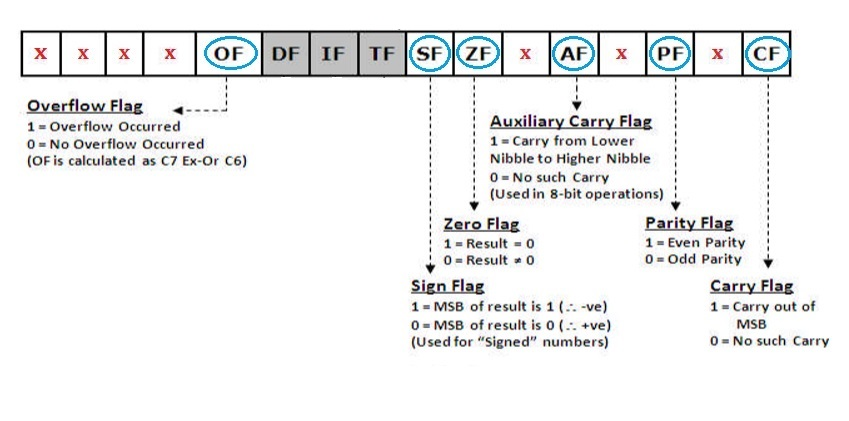 x x x x OF DF IF TF SF ZF x AF x PF x CF
Overflow Flag
1 = Overflow Occurred
0 = No Overflow Occurred
(OF is calculated as C7 Ex-Or C6)
Auxiliary Carry Flag
1 = Carry from Lower
Nibble to Higher Nibble
0 = No such Carry
(Used in 8-bit operations)
Zero Flag
1 = Result = 0
0 = Result ≠ 0
Parity Flag
1 = Even Parity
0 = Odd Parity
Sign Flag
1 = MSB of result is 1 (∴ -ve)
0 = MSB of result is 0 (∴ +ve)
(Used for “Signed” numbers)
Carry Flag
1 = Carry out of
MSB
0 = No such Carry